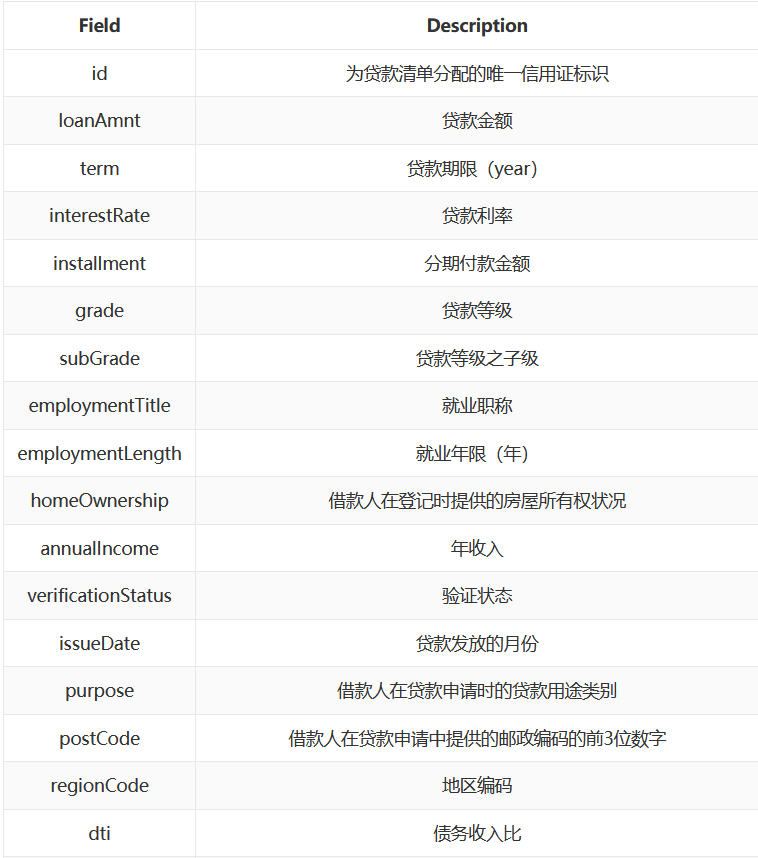 Field Description
id 为贷款清单分配的唯一信用证标识
loanAmnt 贷款金额
term 贷款期限（year）
interestRate 贷款利率
installment 分期付款金额
grade 贷款等级
subGrade 贷款等级之子级
employmentTitle 就业职称
employmentLength 就业年限（年）
homeOwnership 借款人在登记时提供的房屋所有权状况
annualIncome 年收入
verificationStatus 验证状态
issueDate 贷款发放的月份
purpose 借款人在贷款申请时的贷款用途类别
postCode 借款人在贷款申请中提供的邮政编码的前3位数字
regionCode 地区编码
dti 债务收入比